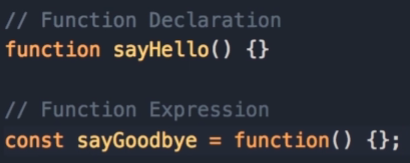 // Function Declaration
function sayHello() {}
// Function Expression
const sayGoodbye = function() {};